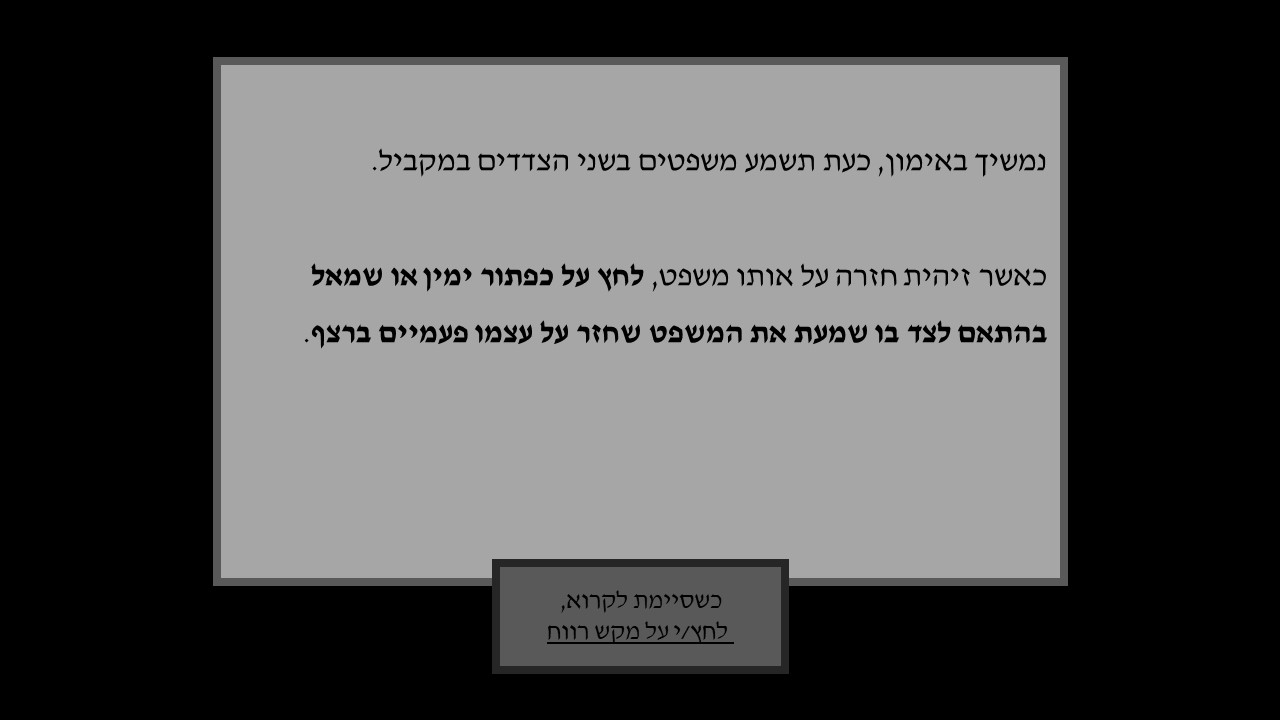 נמשיך באימון, כעת תשמע משפטים בשני הצדדים במקביל.
כאשר זיהית חזרה על אותו משפט, לחץ על כפתור ימין או שמאל
בהתאם לצד בו שמעת את המשפט שחזר על עצמו פעמיים ברצף.
כשסיימת לקרוא,
לחץ/י על מקש רווח